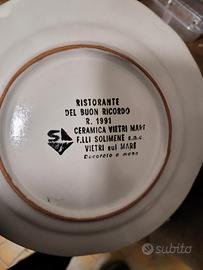 RISTORANTE
DEL BUON RICORDO
R. 1991
CERAMICA VIETRI MARE
F.LLI SOLIMENE s.n.c.
VIETRI sul MARE
Decorato a mano
subito